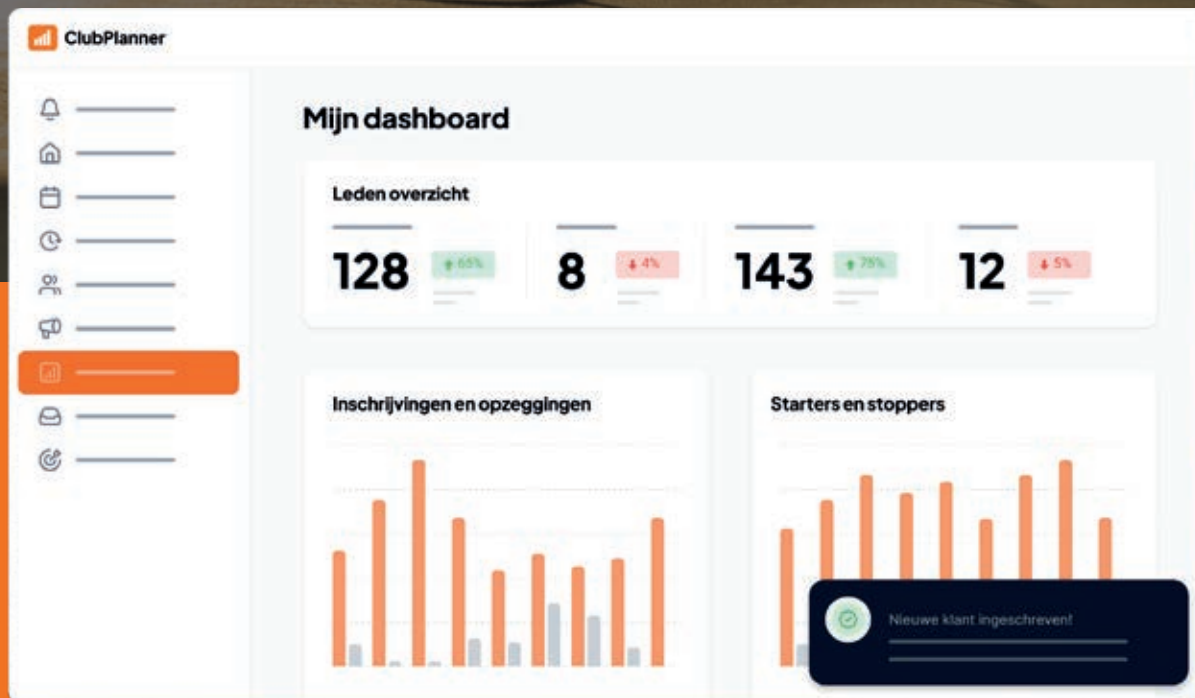 ClubPlanner
Mijn dashboard
Leden overzicht
128 65% 8 4% 143 75% 12 5%
Inschrijvingen en opzeggingen
Starters en stoppers
Nieuwe klant ingeschreven!